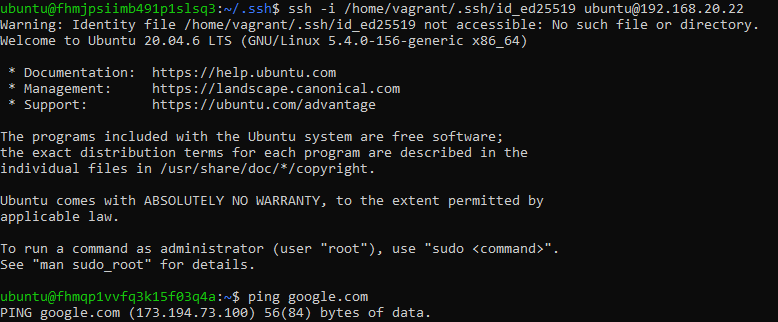 ubuntu@fhmjpsiimb491p1slsq3:~/.ssh$ ssh -i /home/vagrant/.ssh/id_ed25519 ubuntu@192.168.20.22
Warning: Identity file /home/vagrant/.ssh/id_ed25519 not accessible: No such file or directory.
Welcome to Ubuntu 20.04.6 LTS (GNU/Linux 5.4.0-156-generic x86_64)
* Documentation:  https://help.ubuntu.com
* Management:     https://landscape.canonical.com
* Support:        https://ubuntu.com/advantage
The programs included with the Ubuntu system are free software;
the exact distribution terms for each program are described in the
individual files in /usr/share/doc/*/copyright.
Ubuntu comes with ABSOLUTELY NO WARRANTY, to the extent permitted by
applicable law.
To run a command as administrator (user "root"), use "sudo <command>".
See "man sudo_root" for details.
ubuntu@fhmqp1vvfq3k15f03q4a:~$ ping google.com
PING google.com (173.194.73.100) 56(84) bytes of data.